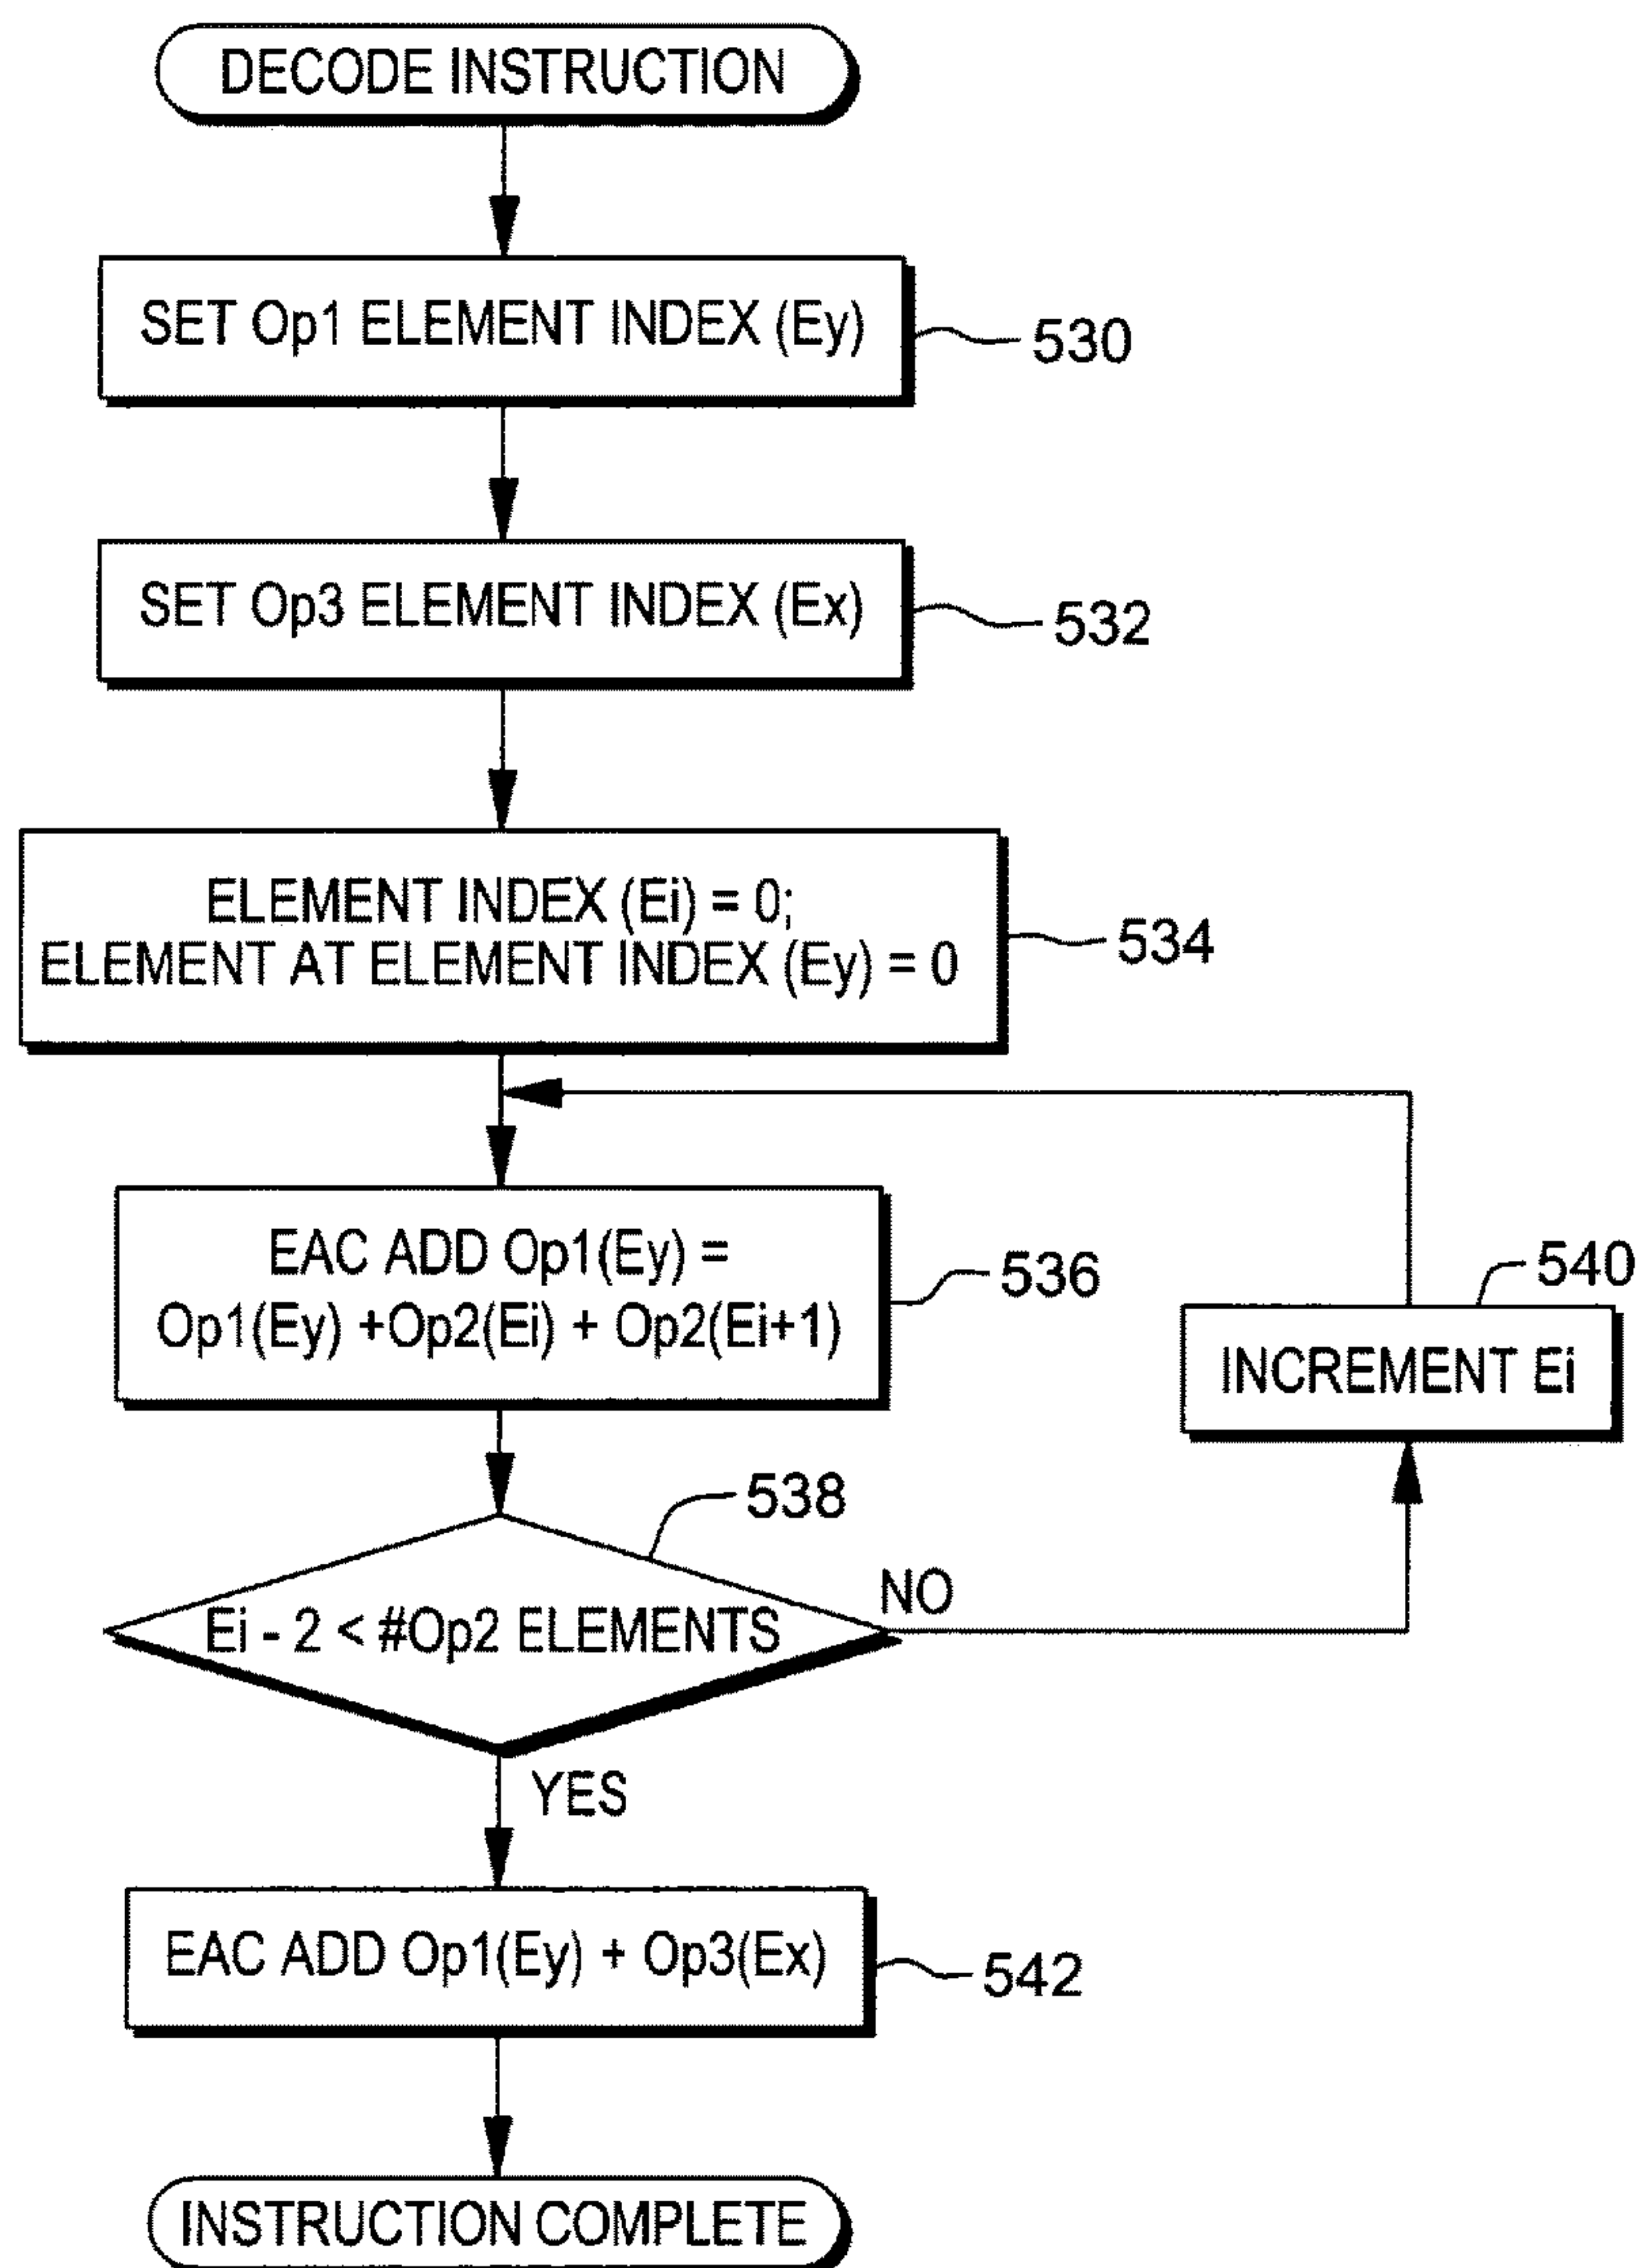 DECODE INSTRUCTION
SET Op1 ELEMENT INDEX (Ey)
530
SET Op3 ELEMENT INDEX (Ex)
532
ELEMENT INDEX (Ei) = 0;
ELEMENT AT ELEMENT INDEX (Ey) = 0
534
EAC ADD Op1(Ey) =
Op1(Ey) +Op2(Ei) + Op2(Ei+1)
536
540
INCREMENT Ei
538
Ei - 2 < #Op2 ELEMENTS
NO
YES
EAC ADD Op1(Ey) + Op3(Ex)
542
INSTRUCTION COMPLETE